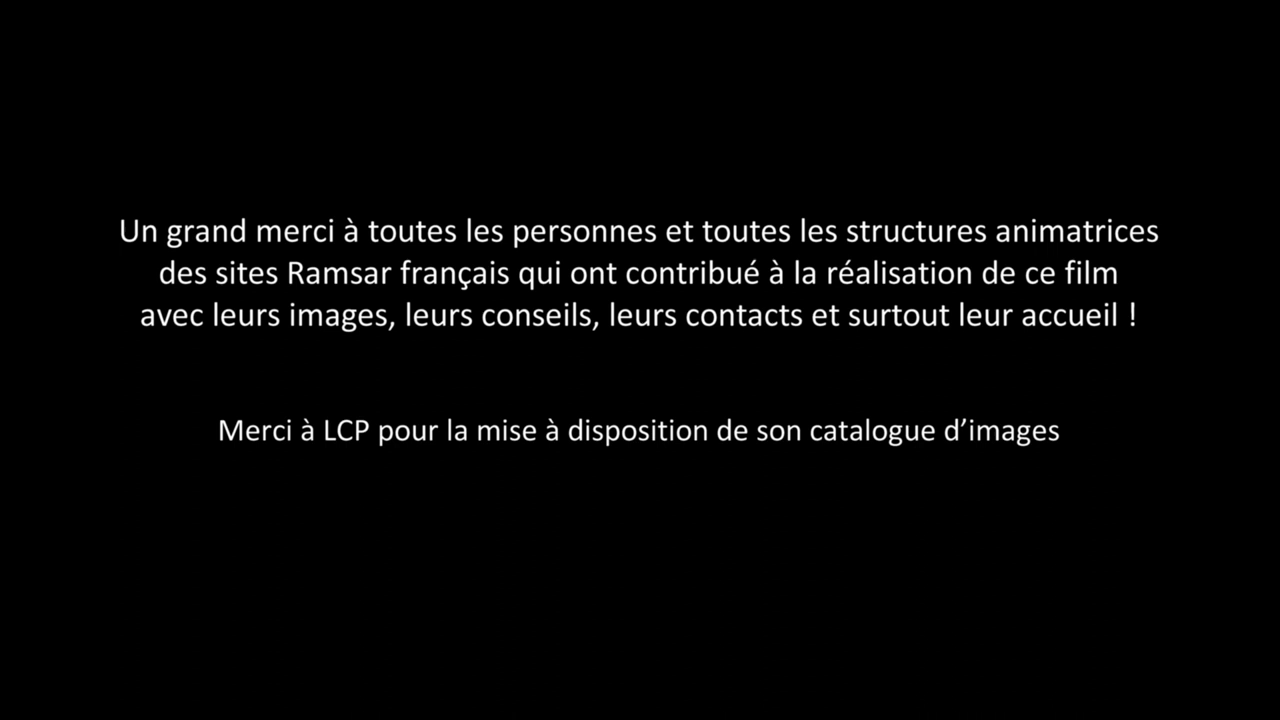 Un grand merci à toutes les personnes et toutes les structures animatrices
des sites Ramsar français qui ont contribué à la réalisation de ce film
avec leurs images, leurs conseils, leurs contacts et surtout leur accueil !
Merci à LCP pour la mise à disposition de son catalogue d’images